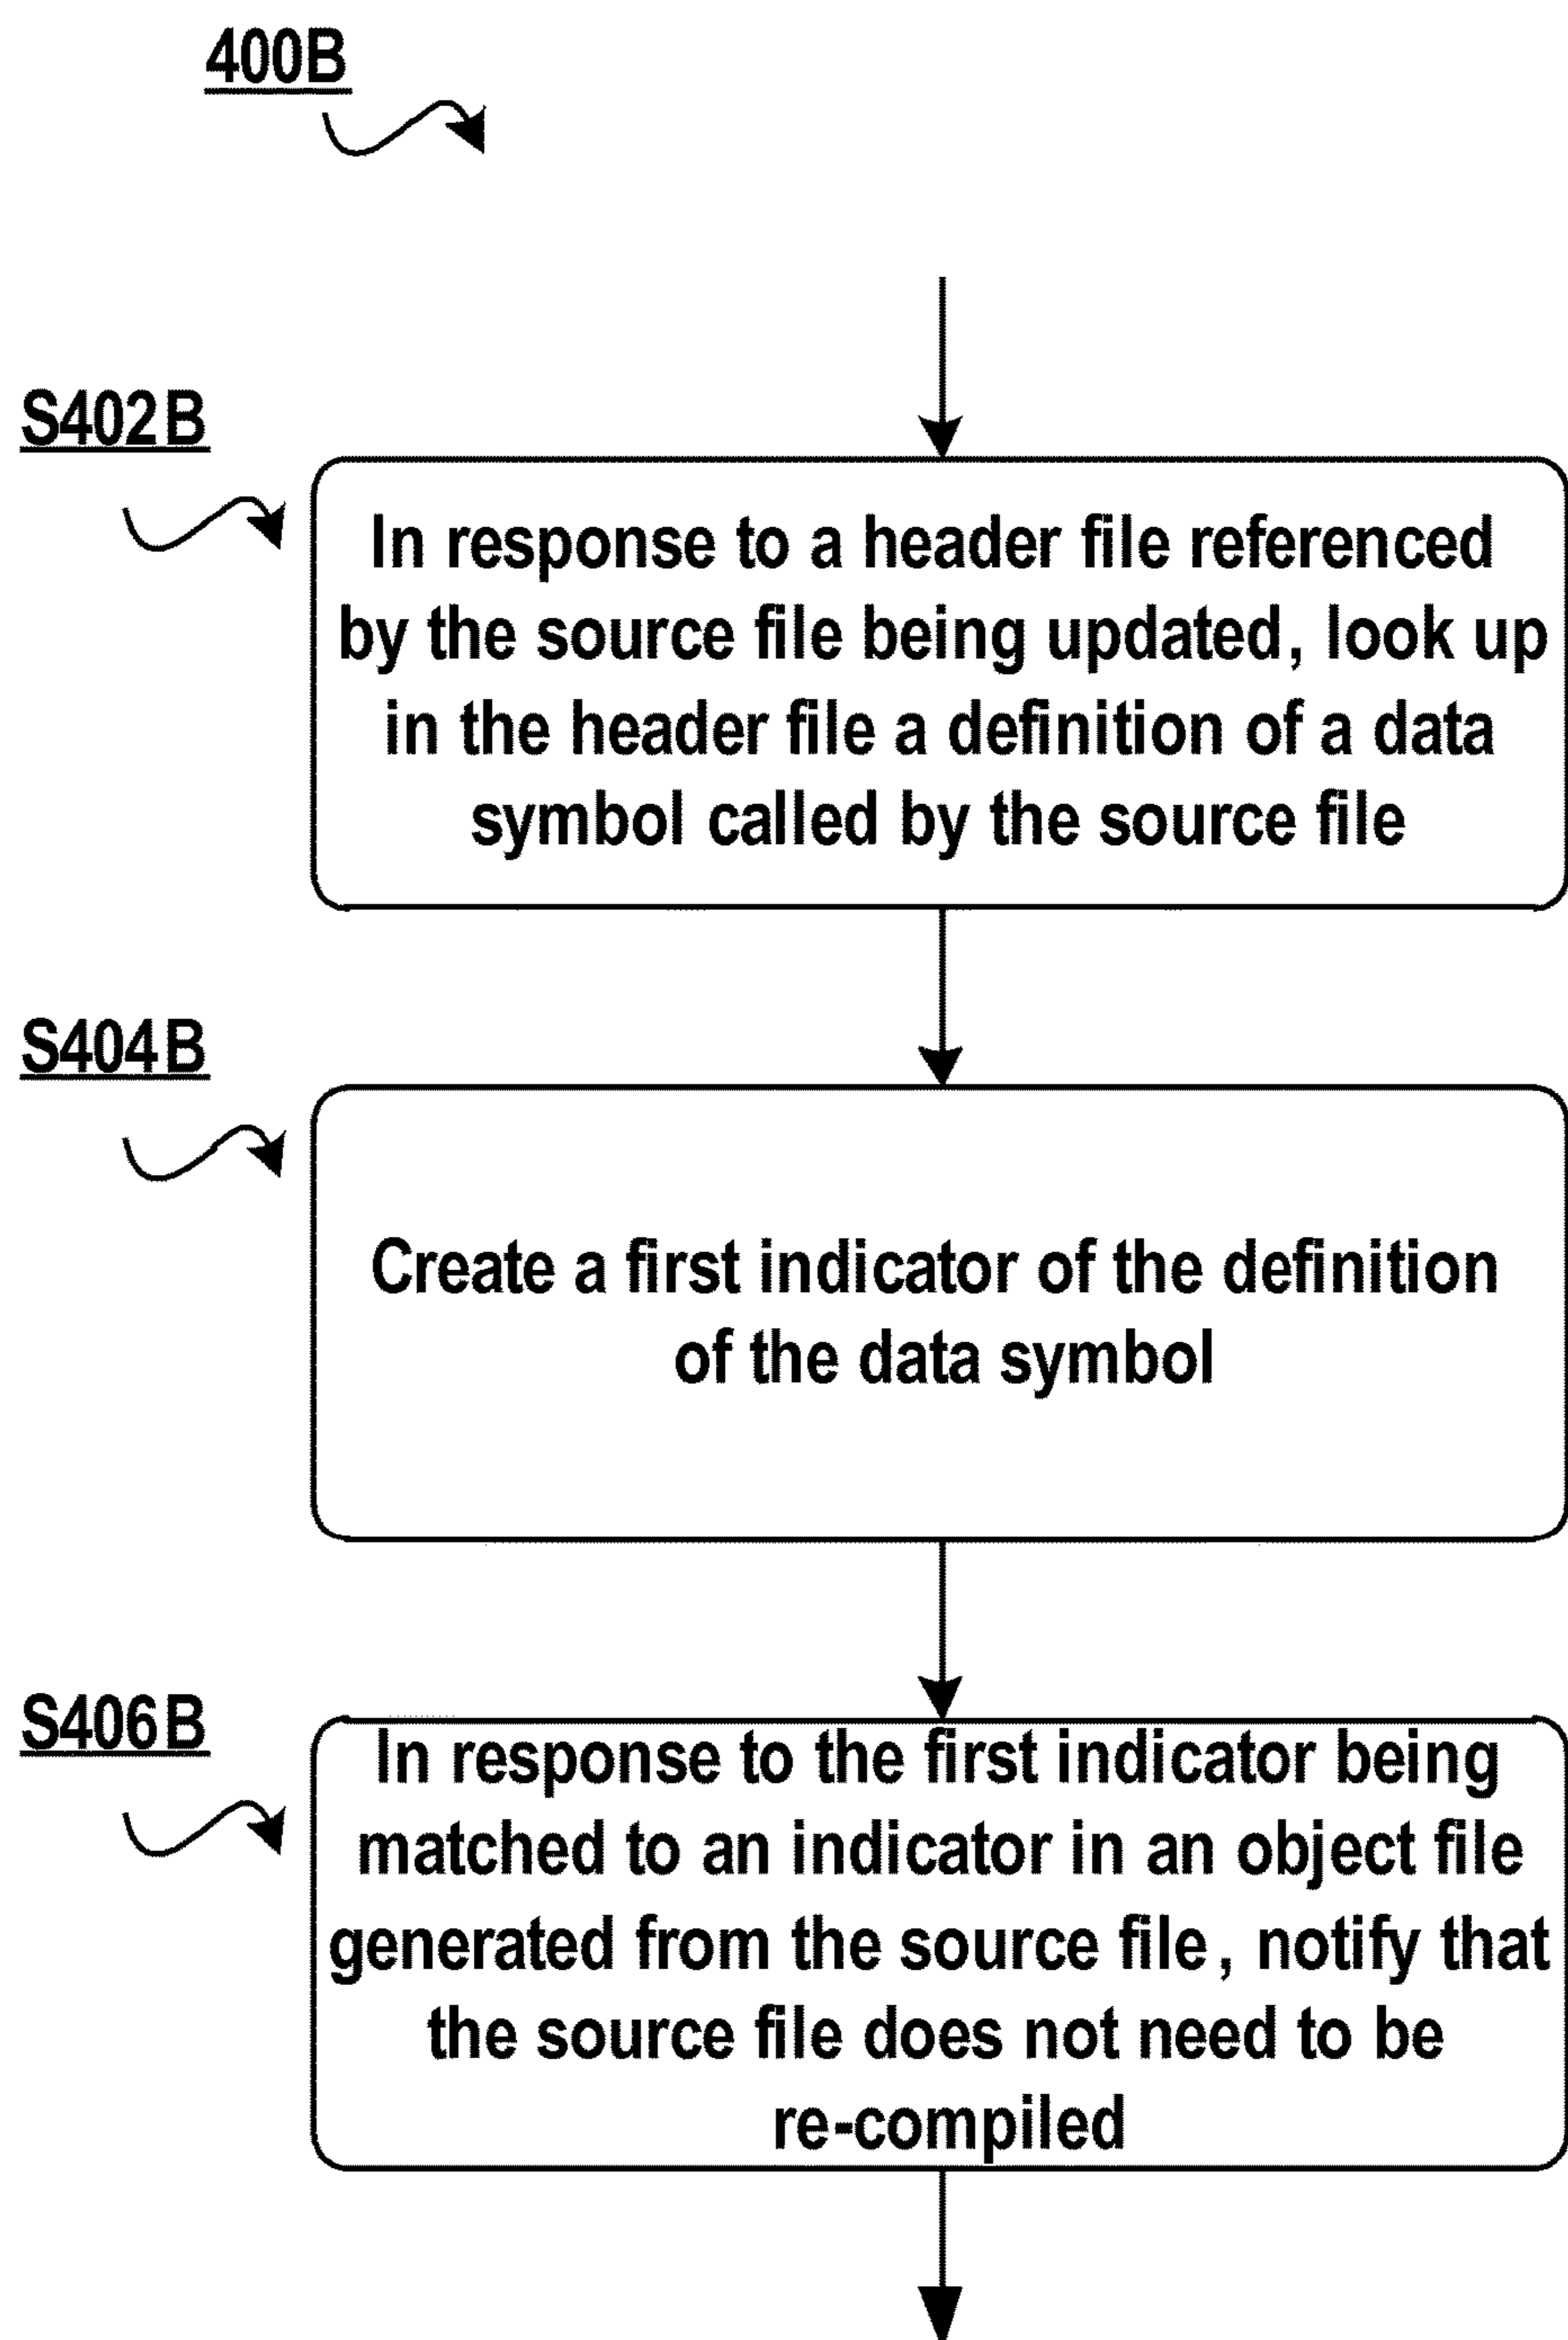 400B
S402B
In response to a header file referenced
by the source file being updated, look up
in the header file a definition of a data
symbol called by the source file
S404B
Create a first indicator of the definition
of the data symbol
S406B
In response to the first indicator being
matched to an indicator in an object file
generated from the source file, notify that
the source file does not need to be
re-compiled